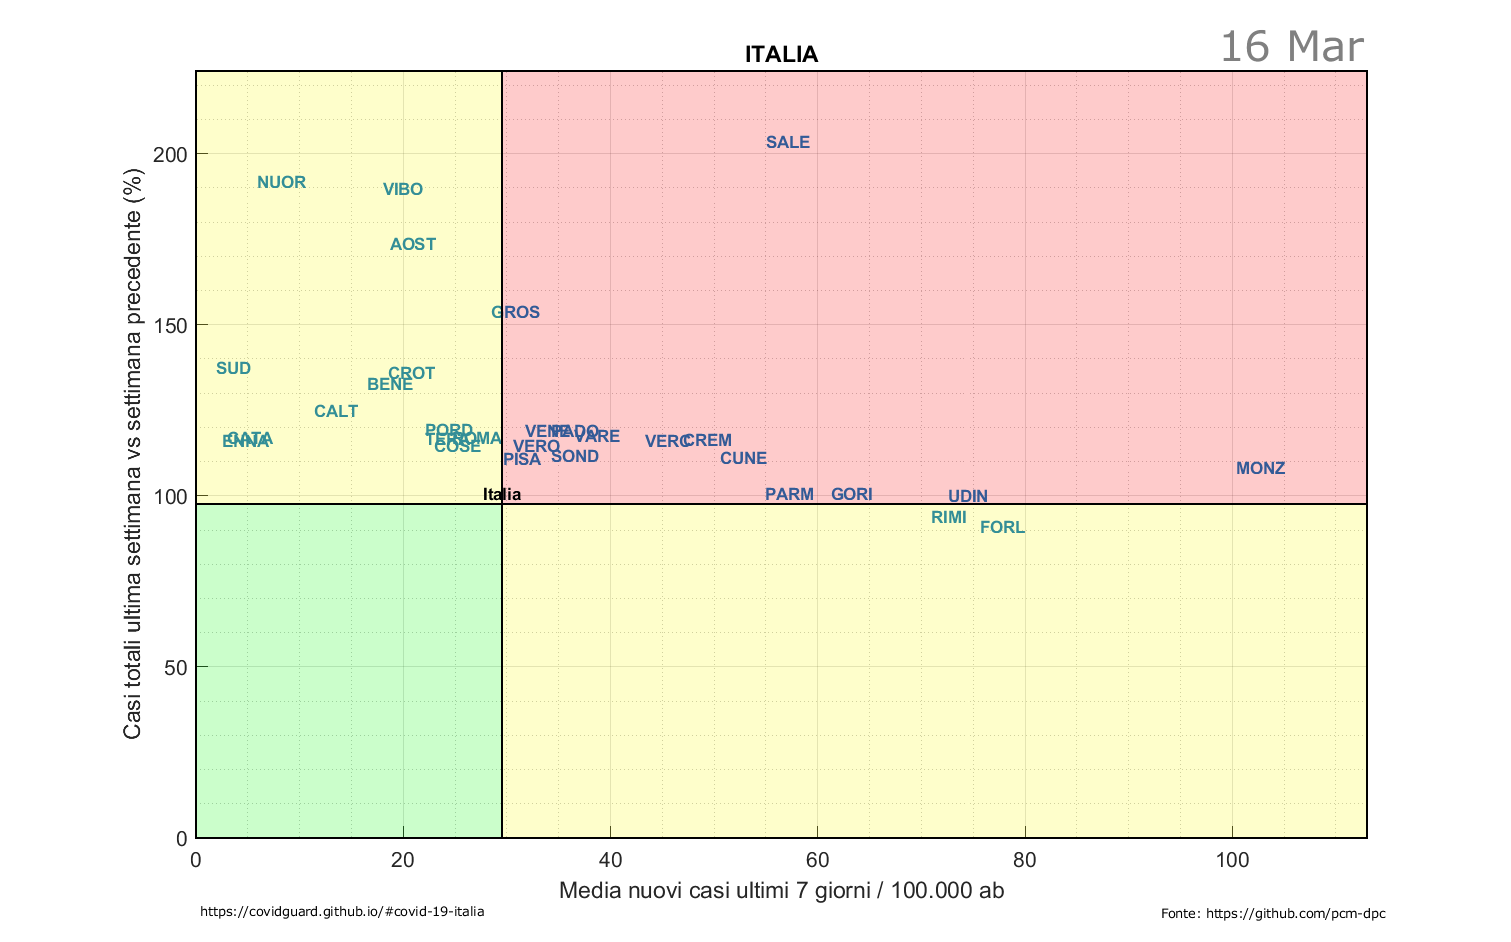 16 Mar
ITALIA
Casi totali ultima settimana vs settimana precedente (%)
200
150
100
50
0
SALE
NUOR
VIBO
AOST
GROS
SUD
CROT
BENE
CALT
PORD
VENE
PADO
VARE
CATA
ENNA
ROMA
COSE
VERO
VERC
CREM
PISA
SOND
CUNE
MONZ
Italia
PARM
GORI
UDIN
RIMI
FORL
0
20
40
60
80
100
Media nuovi casi ultimi 7 giorni / 100.000 ab
https://covidguard.github.io/#covid-19-italia
Fonte: https://github.com/pcm-dpc